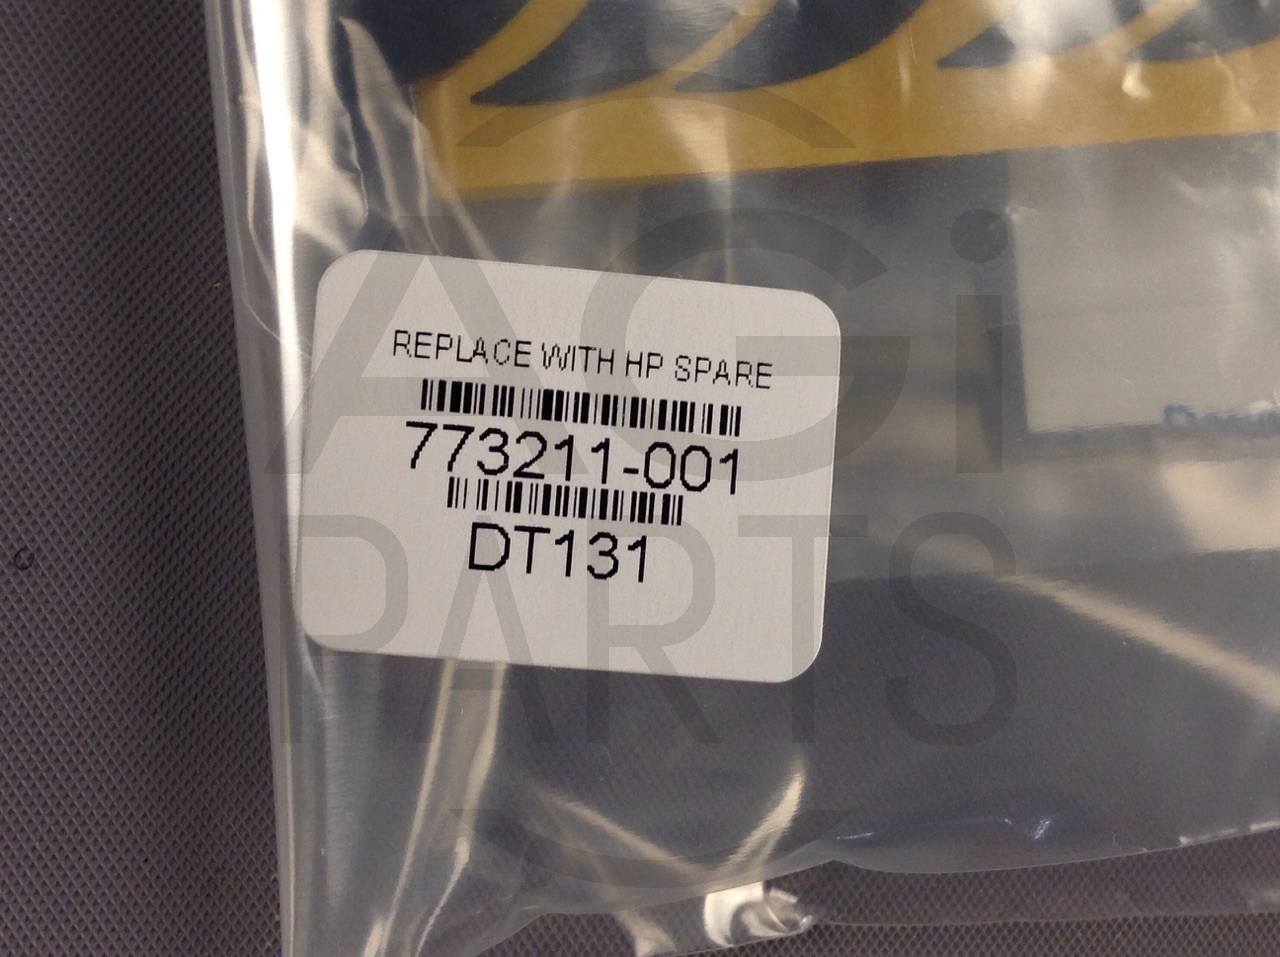 REPLACE WITH HP SPARE
773211-001
DT131
AGi
PARTS